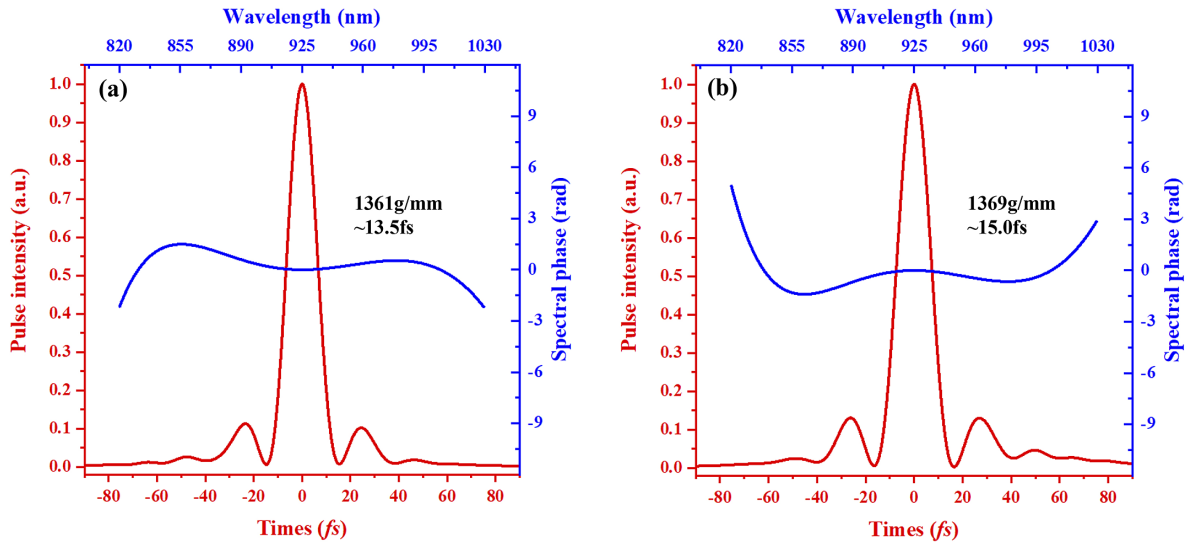 Wavelength (nm)
820 855 890 925 960 995 1030
(a)
1.0
0.9
0.8
0.7
0.6
0.5
0.4
0.3
0.2
0.1
0.0
Pulse intensity (a.u.)
1361g/mm
~13.5fs
9
6
3
0
-3
-6
-9
Spectral phase (rad)
-80 -60 -40 -20 0 20 40 60 80
Times (fs)
Wavelength (nm)
820 855 890 925 960 995 1030
(b)
1.0
0.9
0.8
0.7
0.6
0.5
0.4
0.3
0.2
0.1
0.0
Pulse intensity (a.u.)
1369g/mm
~15.0fs
9
6
3
0
-3
-6
-9
Spectral phase (rad)
-80 -60 -40 -20 0 20 40 60 80
Times (fs)